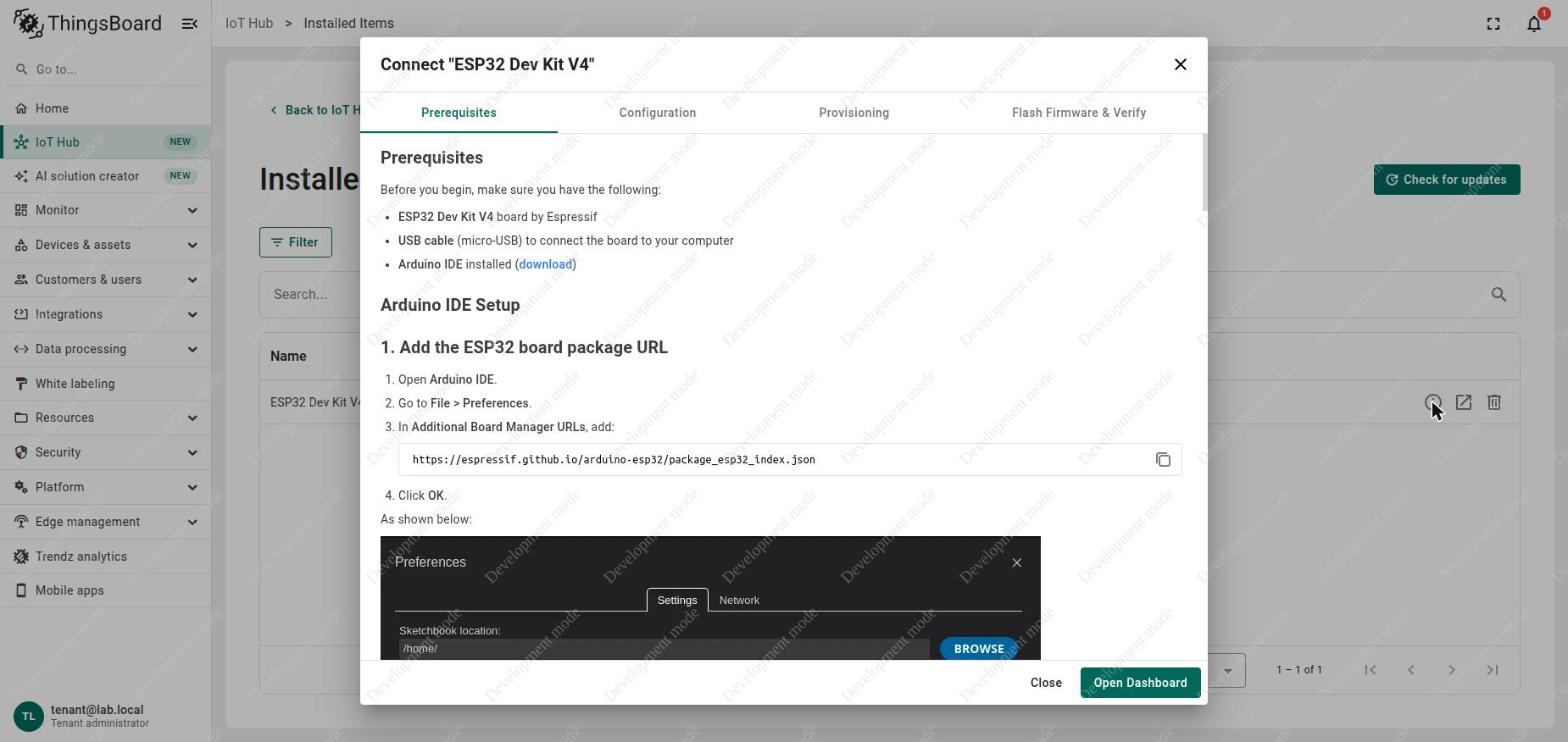 ThingsBoard
IoT Hub > Installed Items
1
Go to...
Home
IoT Hub NEW
AI solution creator NEW
Monitor
Devices & assets
Customers & users
Integrations
Data processing
White labeling
Resources
Security
Platform
Edge management
Trendz analytics
Mobile apps
TL
tenant@lab.local
Tenant administrator
Back to IoT H
Installe
Check for updates
Filter
Search...
Name
ESP32 Dev Kit V4
1 – 1 of 1
Connect "ESP32 Dev Kit V4"
Prerequisites Configuration Provisioning Flash Firmware & Verify
Prerequisites
Before you begin, make sure you have the following:
• ESP32 Dev Kit V4 board by Espressif
• USB cable (micro-USB) to connect the board to your computer
• Arduino IDE installed (download)
Arduino IDE Setup
1. Add the ESP32 board package URL
1. Open Arduino IDE.
2. Go to File > Preferences.
3. In Additional Board Manager URLs, add:
https://espressif.github.io/arduino-esp32/package_esp32_index.json
4. Click OK.
As shown below:
Preferences
Settings Network
Sketchbook location:
/home/
BROWSE
Close Open Dashboard
Development mode